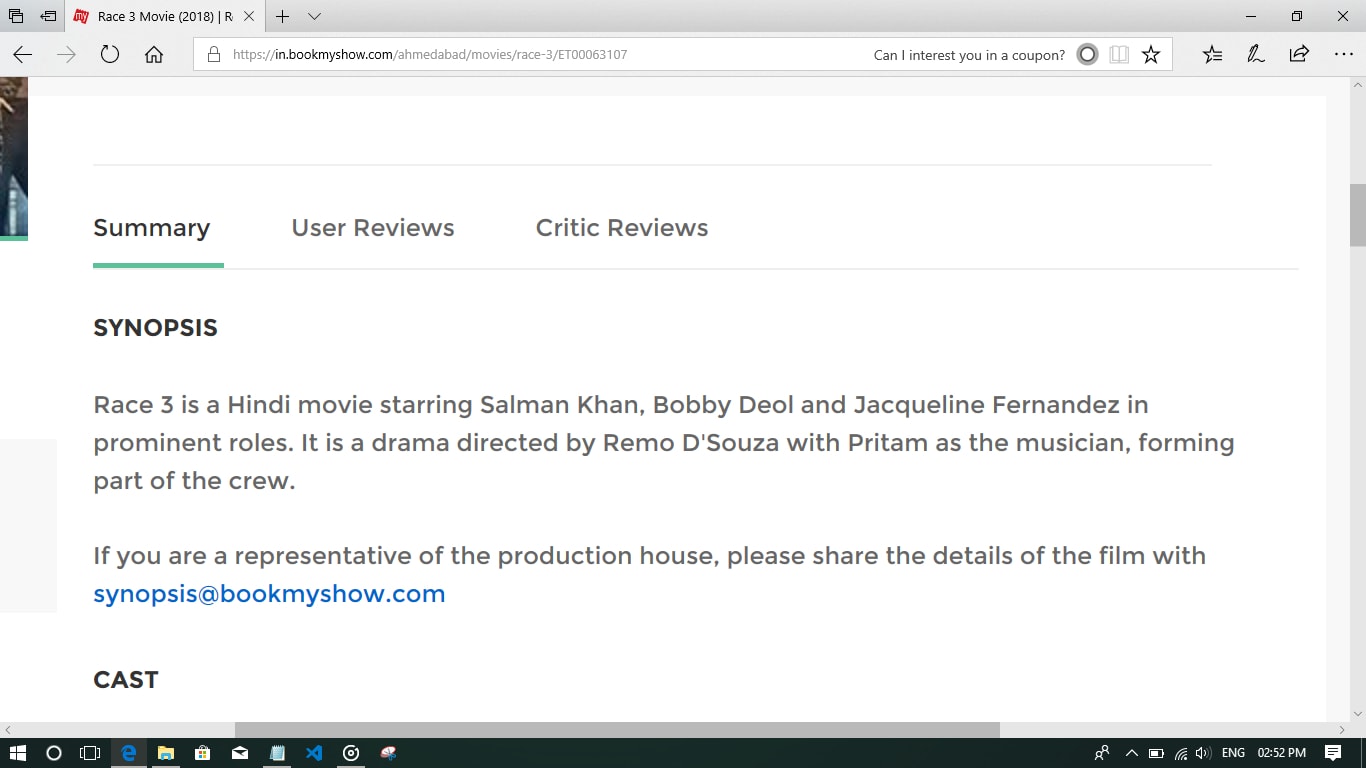 Race 3 Movie (2018) | R
https://in.bookmyshow.com/ahmedabad/movies/race-3/ET00063107
Can I interest you in a coupon?
Summary
User Reviews
Critic Reviews
SYNOPSIS
Race 3 is a Hindi movie starring Salman Khan, Bobby Deol and Jacqueline Fernandez in
prominent roles. It is a drama directed by Remo D'Souza with Pritam as the musician, forming
part of the crew.
If you are a representative of the production house, please share the details of the film with
synopsis@bookmyshow.com
CAST
ENG
02:52 PM